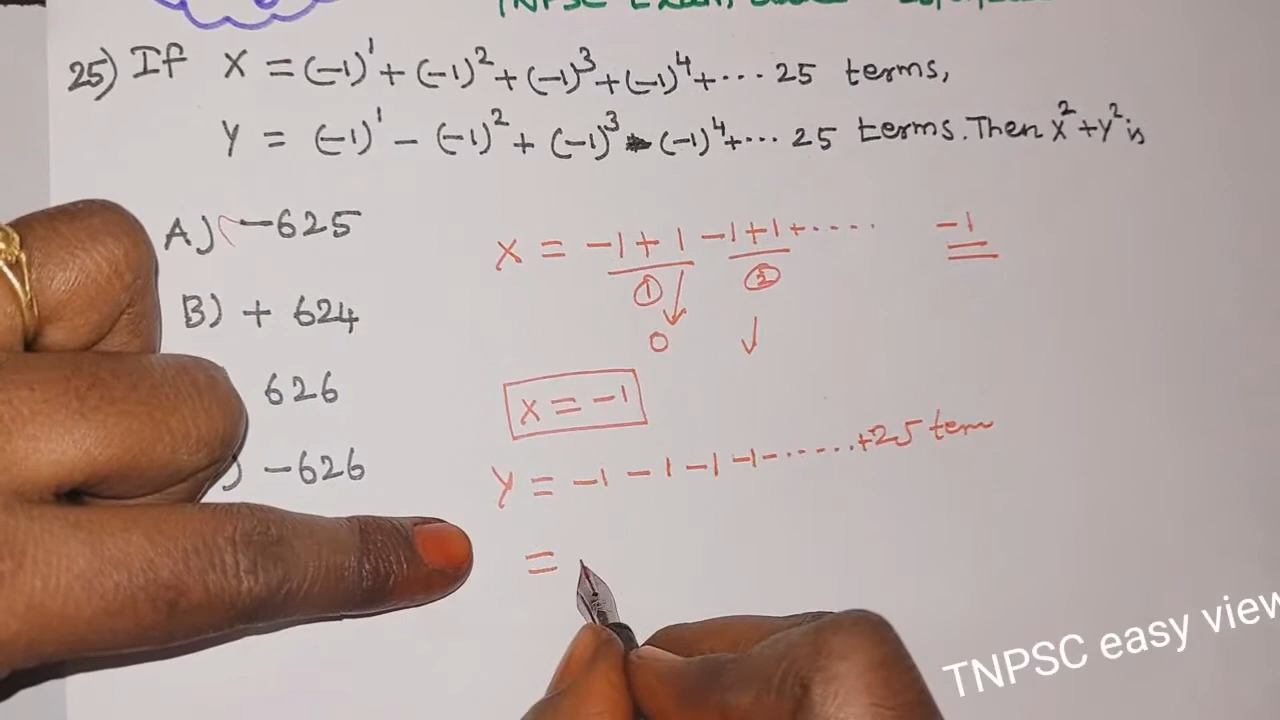 TNPSC
25) If X = (-1)¹ + (-1)² + (-1)³ + (-1)⁴ + ... 25 terms,
Y = (-1)¹ - (-1)² + (-1)³ - (-1)⁴ + ... 25 terms. Then X² + Y² is
A) -625
B) + 624
626
) -626
X = -1 + 1 -1 +1 + .... -1
① ②
0
X = -1
Y = -1 -1 -1 -1 - ...... +25 term
=
TNPSC easy view